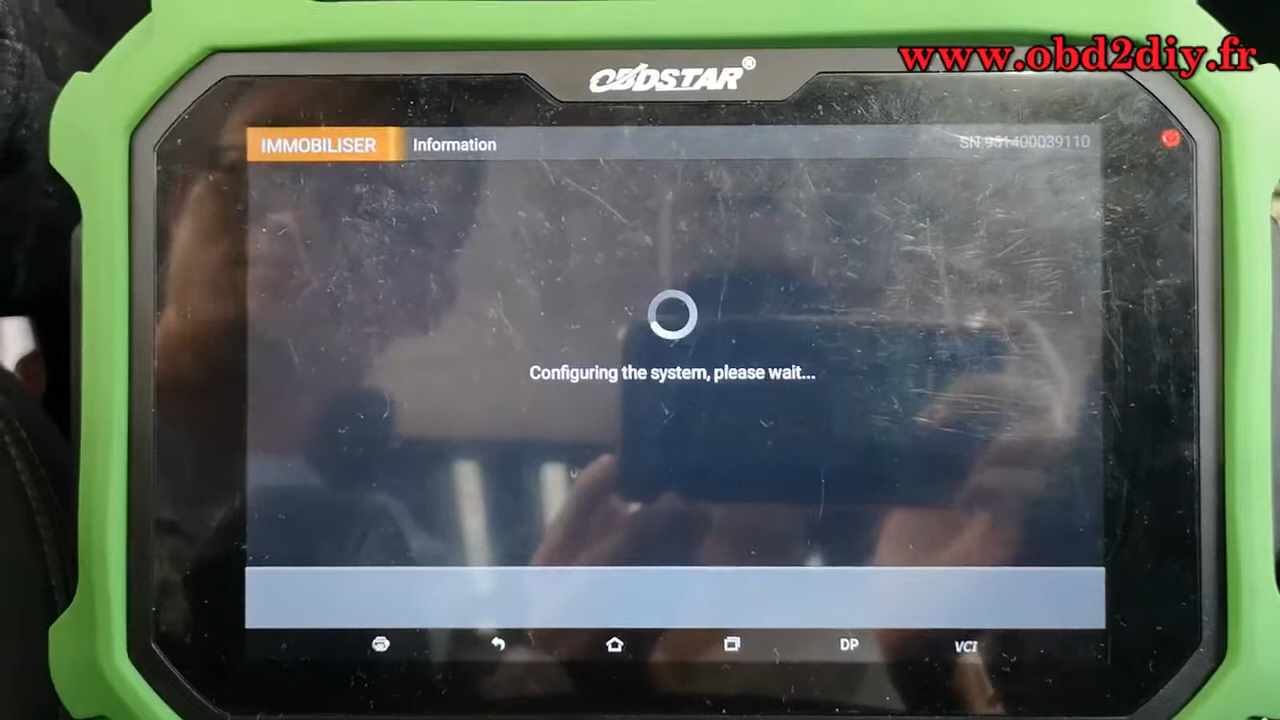 www.obd2diy.fr
OBDSTAR®
IMMOBILISER
Information
SN:951400039110
Configuring the system, please wait...
DP
VCI